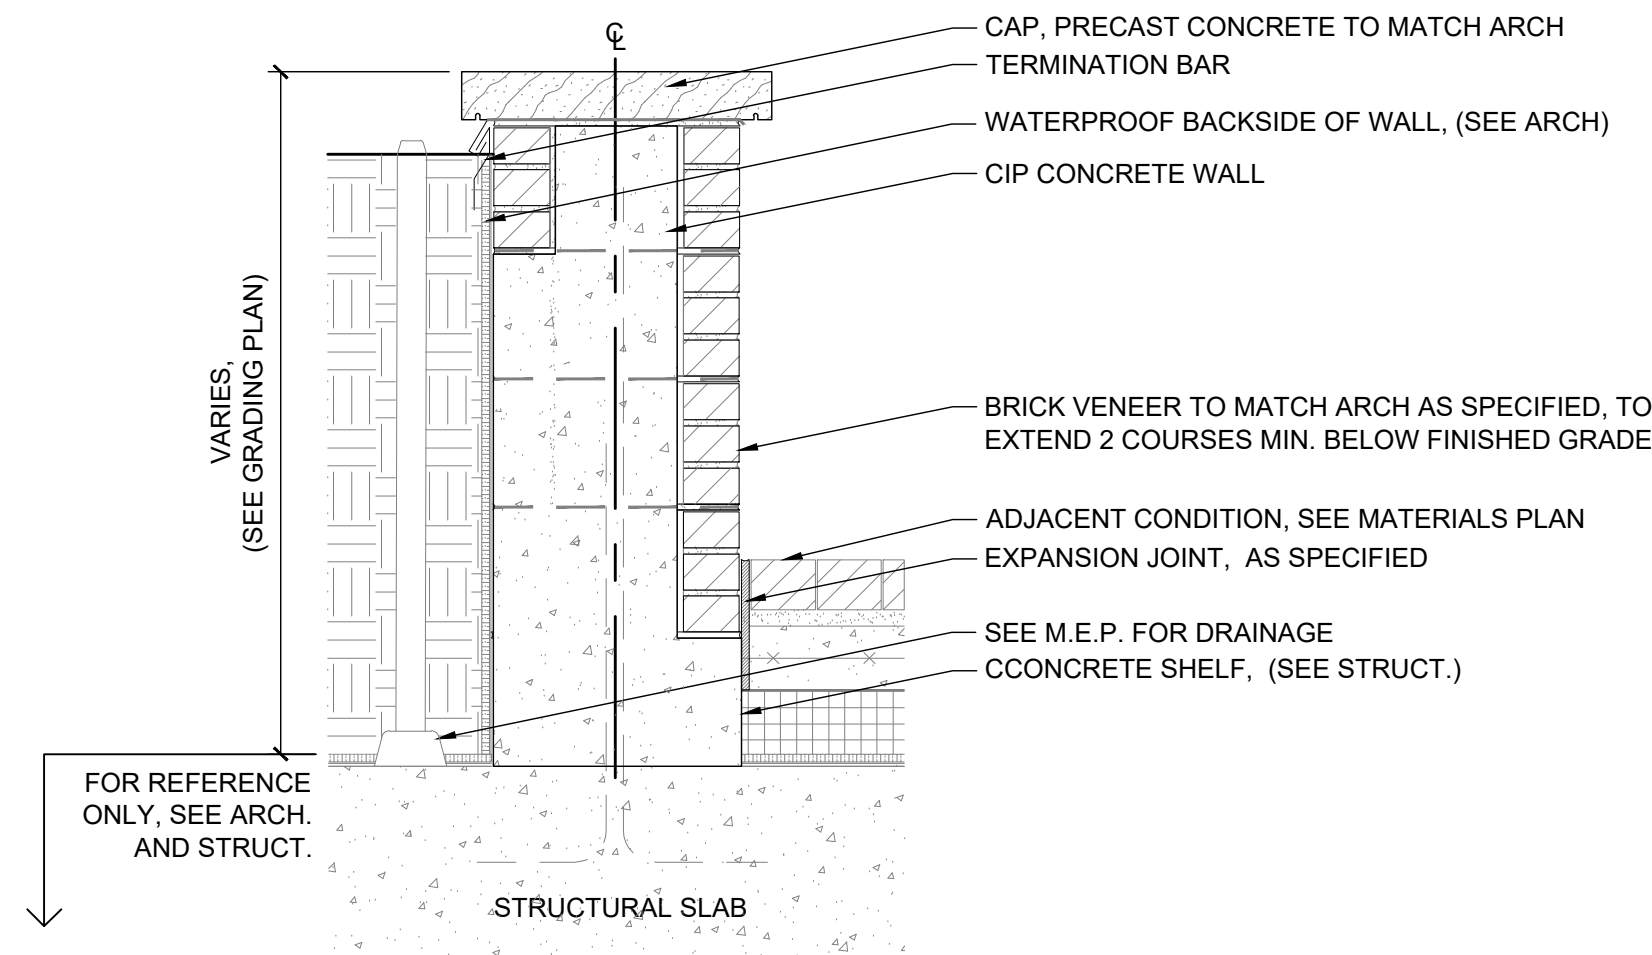 ℄
CAP, PRECAST CONCRETE TO MATCH ARCH
TERMINATION BAR
WATERPROOF BACKSIDE OF WALL, (SEE ARCH)
CIP CONCRETE WALL
VARIES,
(SEE GRADING PLAN)
BRICK VENEER TO MATCH ARCH AS SPECIFIED, TO
EXTEND 2 COURSES MIN. BELOW FINISHED GRADE
ADJACENT CONDITION, SEE MATERIALS PLAN
EXPANSION JOINT, AS SPECIFIED
SEE M.E.P. FOR DRAINAGE
CCONCRETE SHELF, (SEE STRUCT.)
FOR REFERENCE
ONLY, SEE ARCH.
AND STRUCT.
STRUCTURAL SLAB